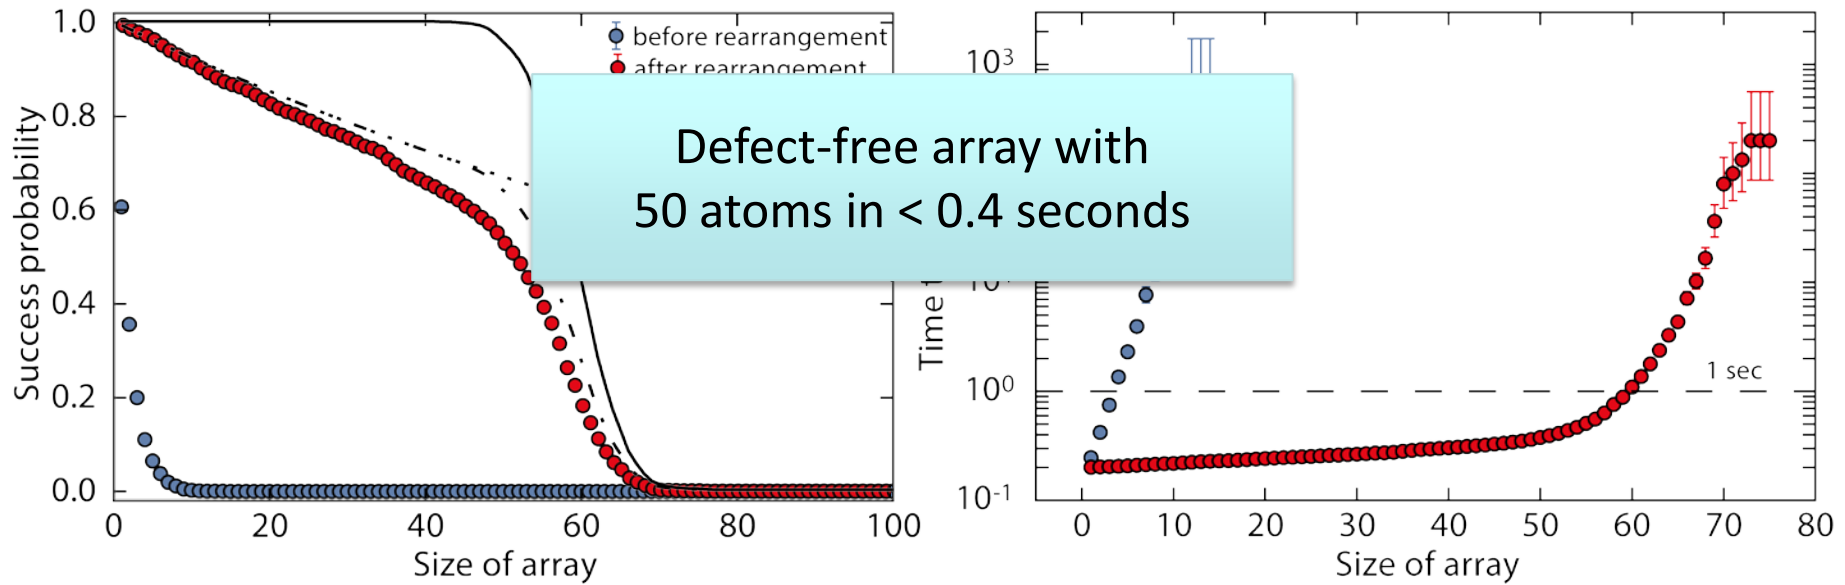 1.0
0.8
0.6
0.4
0.2
0.0
Success probability
0 20 40 60 80 100
Size of array
before rearrangement
after rearrangement
Defect-free array with
50 atoms in < 0.4 seconds
Time
10³
10⁰
10⁻¹
1 sec
0 10 20 30 40 50 60 70 80
Size of array